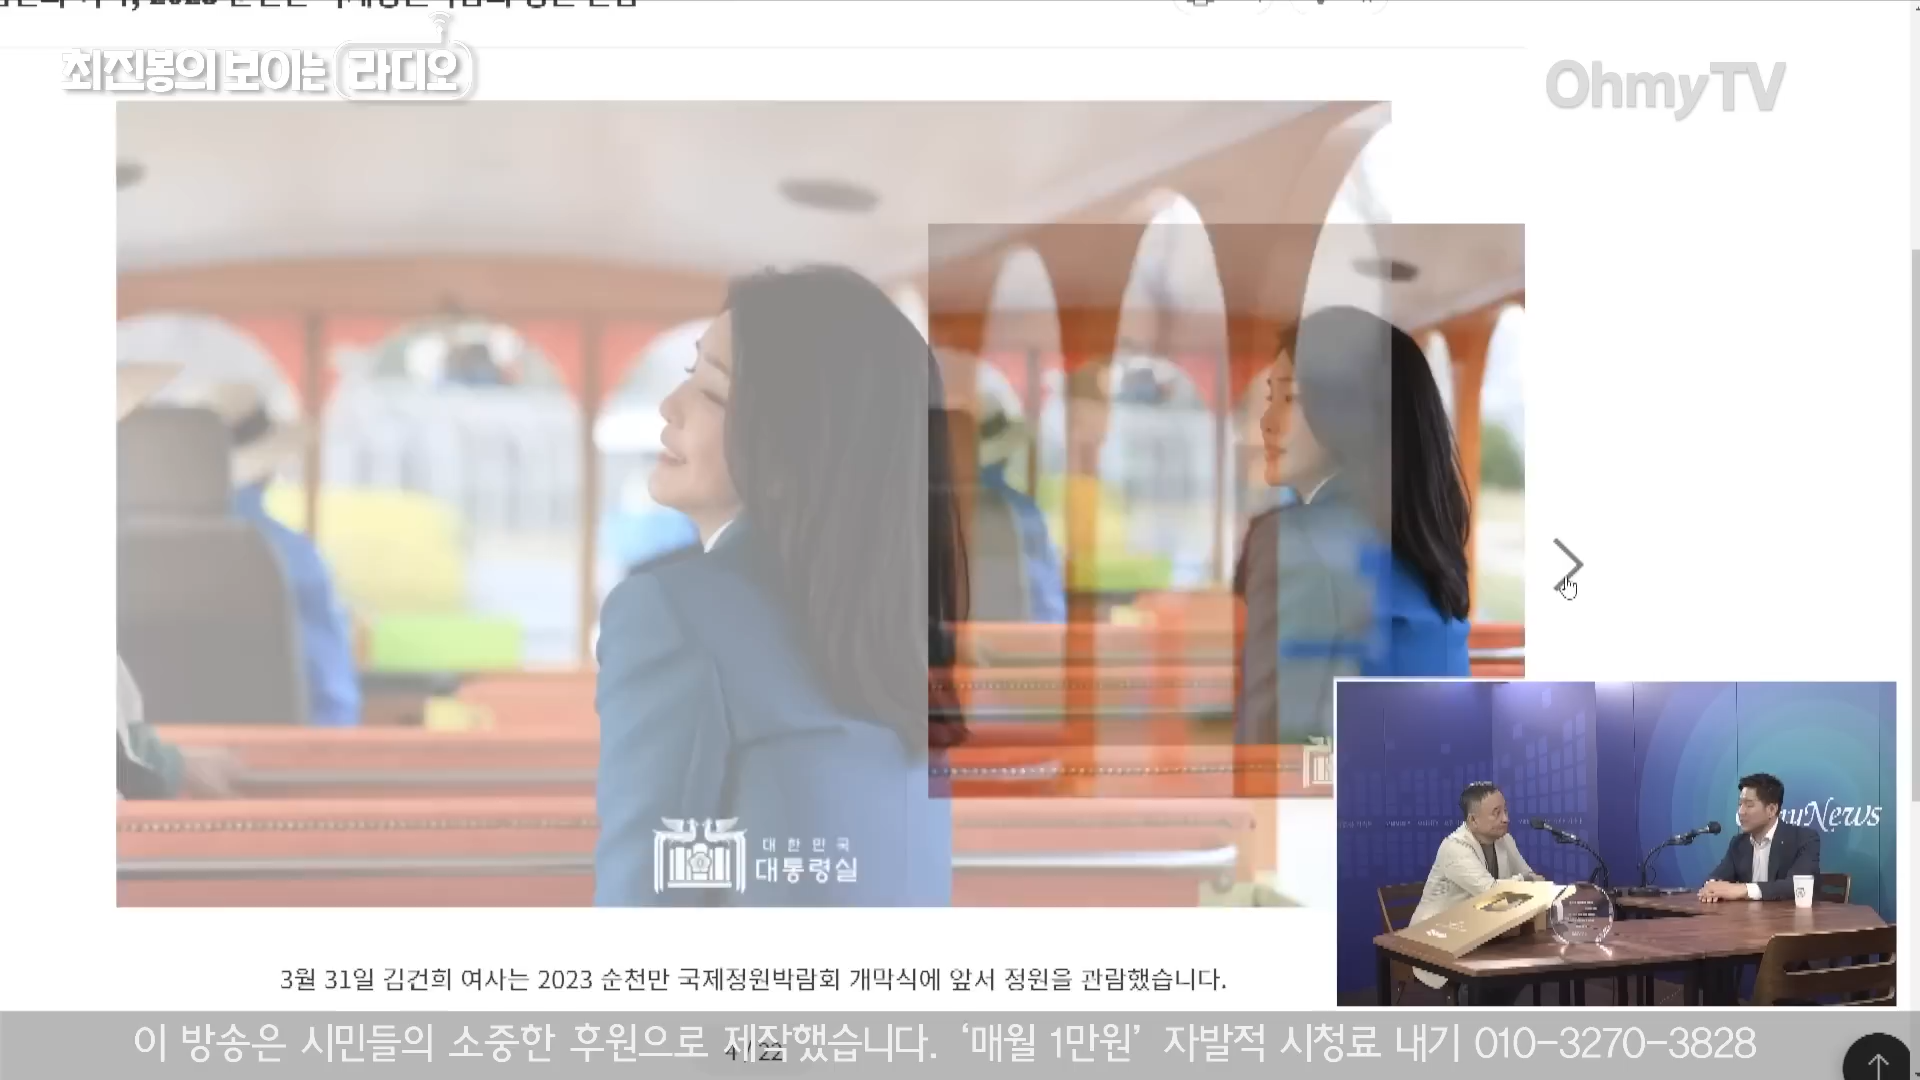 최진봉의 보이는 라디오
OhmyTV
대한민국
대통령실
News
3월 31일 김건희 여사는 2023 순천만 국제정원박람회 개막식에 앞서 정원을 관람했습니다.
이 방송은 시민들의 소중한 후원으로 제작했습니다. ‘매월 1만원’ 자발적 시청료 내기 010-3270-3828
4 / 22